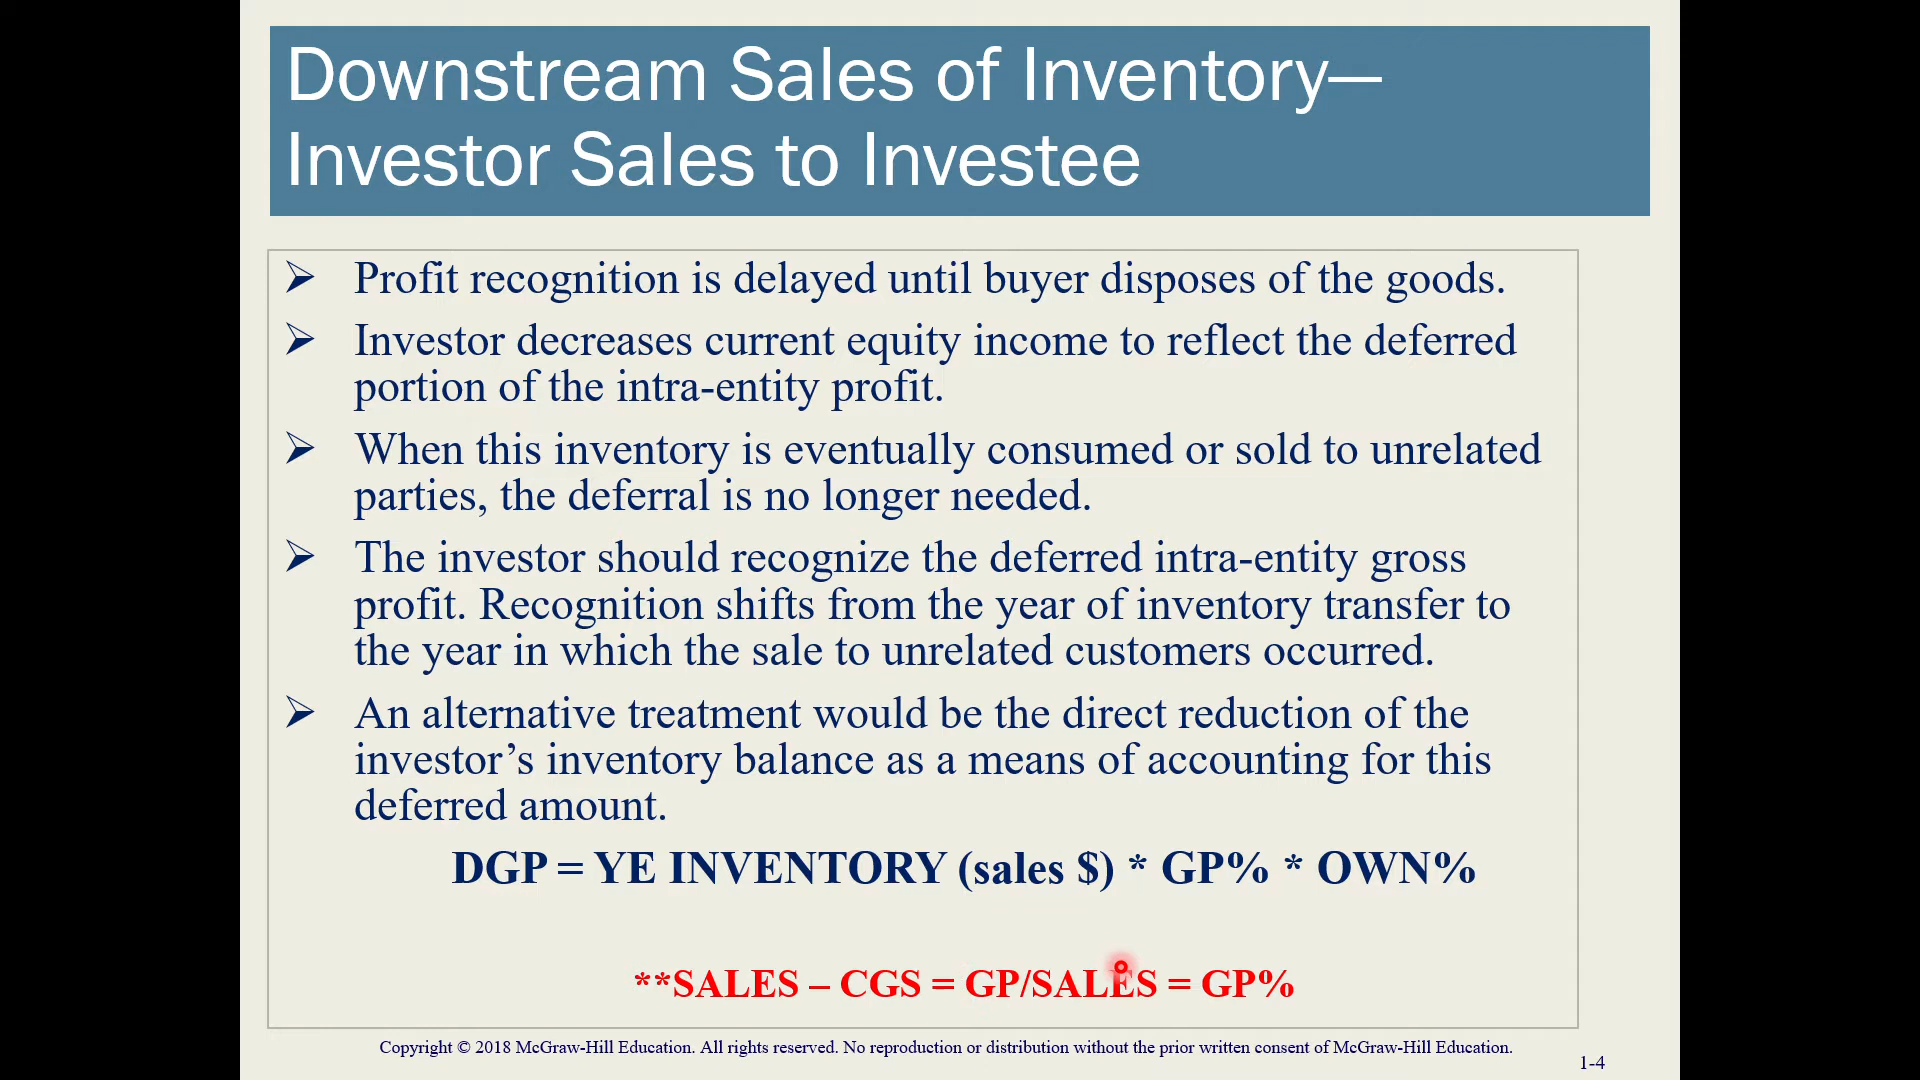 Downstream Sales of Inventory—
Investor Sales to Investee
➢ Profit recognition is delayed until buyer disposes of the goods.
➢ Investor decreases current equity income to reflect the deferred
portion of the intra-entity profit.
➢ When this inventory is eventually consumed or sold to unrelated
parties, the deferral is no longer needed.
➢ The investor should recognize the deferred intra-entity gross
profit. Recognition shifts from the year of inventory transfer to
the year in which the sale to unrelated customers occurred.
➢ An alternative treatment would be the direct reduction of the
investor’s inventory balance as a means of accounting for this
deferred amount.
DGP = YE INVENTORY (sales $) * GP% * OWN%
**SALES – CGS = GP/SALES = GP%
Copyright © 2018 McGraw-Hill Education. All rights reserved. No reproduction or distribution without the prior written consent of McGraw-Hill Education.
1-4